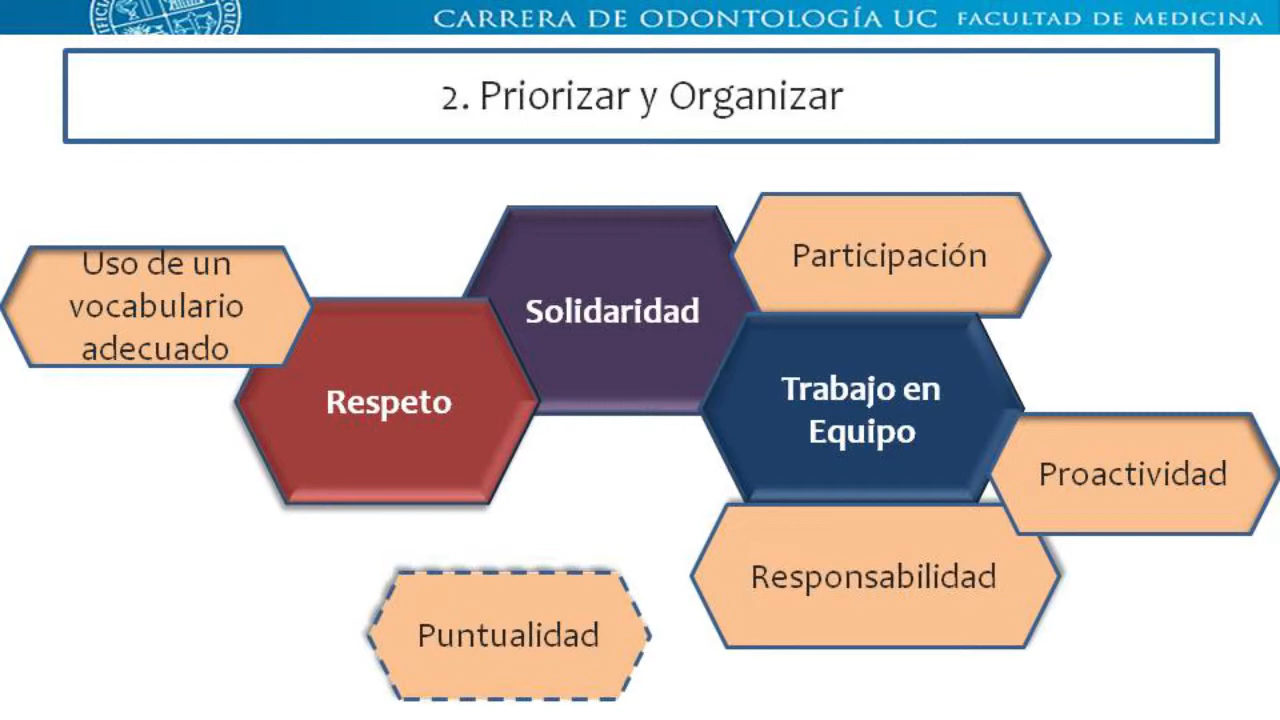 CARRERA DE ODONTOLOGÍA UC FACULTAD DE MEDICINA
2. Priorizar y Organizar
Uso de un
vocabulario
adecuado
Solidaridad
Participación
Respeto
Trabajo en
Equipo
Proactividad
Responsabilidad
Puntualidad